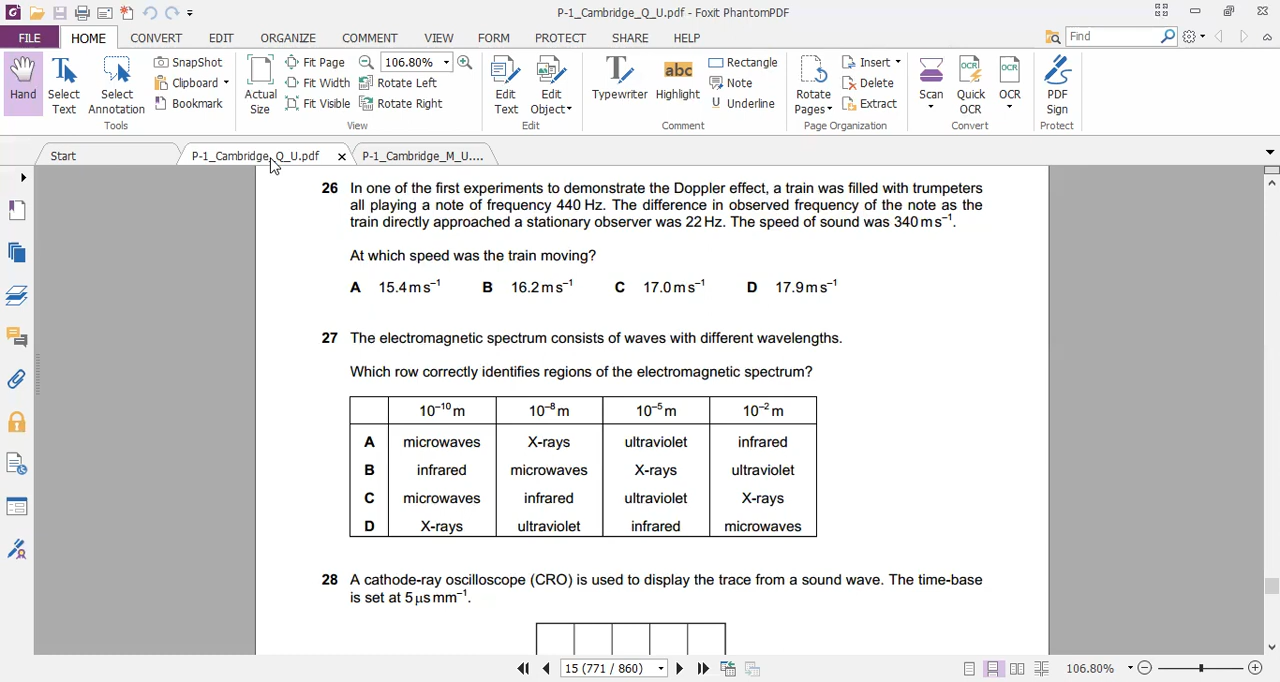 P-1_Cambridge_Q_U.pdf - Foxit PhantomPDF
FILE HOME CONVERT EDIT ORGANIZE COMMENT VIEW FORM PROTECT SHARE HELP Find
Hand
Select Text
Select Annotation
SnapShot
Clipboard
Bookmark
Tools
Actual Size
Fit Page
Fit Width
Fit Visible
106.80%
Rotate Left
Rotate Right
View
Edit Text
Edit Object
Edit
Typewriter
abc
Highlight
Rectangle
Note
U Underline
Comment
Rotate Pages
Insert
Delete
Extract
Page Organization
Scan
OCR
Quick OCR
OCR
OCR
Convert
PDF Sign
Protect
Start P-1_Cambridge_Q_U.pdf P-1_Cambridge_M_U....
26 In one of the first experiments to demonstrate the Doppler effect, a train was filled with trumpeters
all playing a note of frequency 440 Hz. The difference in observed frequency of the note as the
train directly approached a stationary observer was 22 Hz. The speed of sound was 340 m s⁻¹.
At which speed was the train moving?
A 15.4 m s⁻¹ B 16.2 m s⁻¹ C 17.0 m s⁻¹ D 17.9 m s⁻¹
27 The electromagnetic spectrum consists of waves with different wavelengths.
Which row correctly identifies regions of the electromagnetic spectrum?
10⁻¹⁰ m 10⁻⁸ m 10⁻⁵ m 10⁻² m
A microwaves X-rays ultraviolet infrared
B infrared microwaves X-rays ultraviolet
C microwaves infrared ultraviolet X-rays
D X-rays ultraviolet infrared microwaves
28 A cathode-ray oscilloscope (CRO) is used to display the trace from a sound wave. The time-base
is set at 5 μs mm⁻¹.
15 (771 / 860) 106.80%